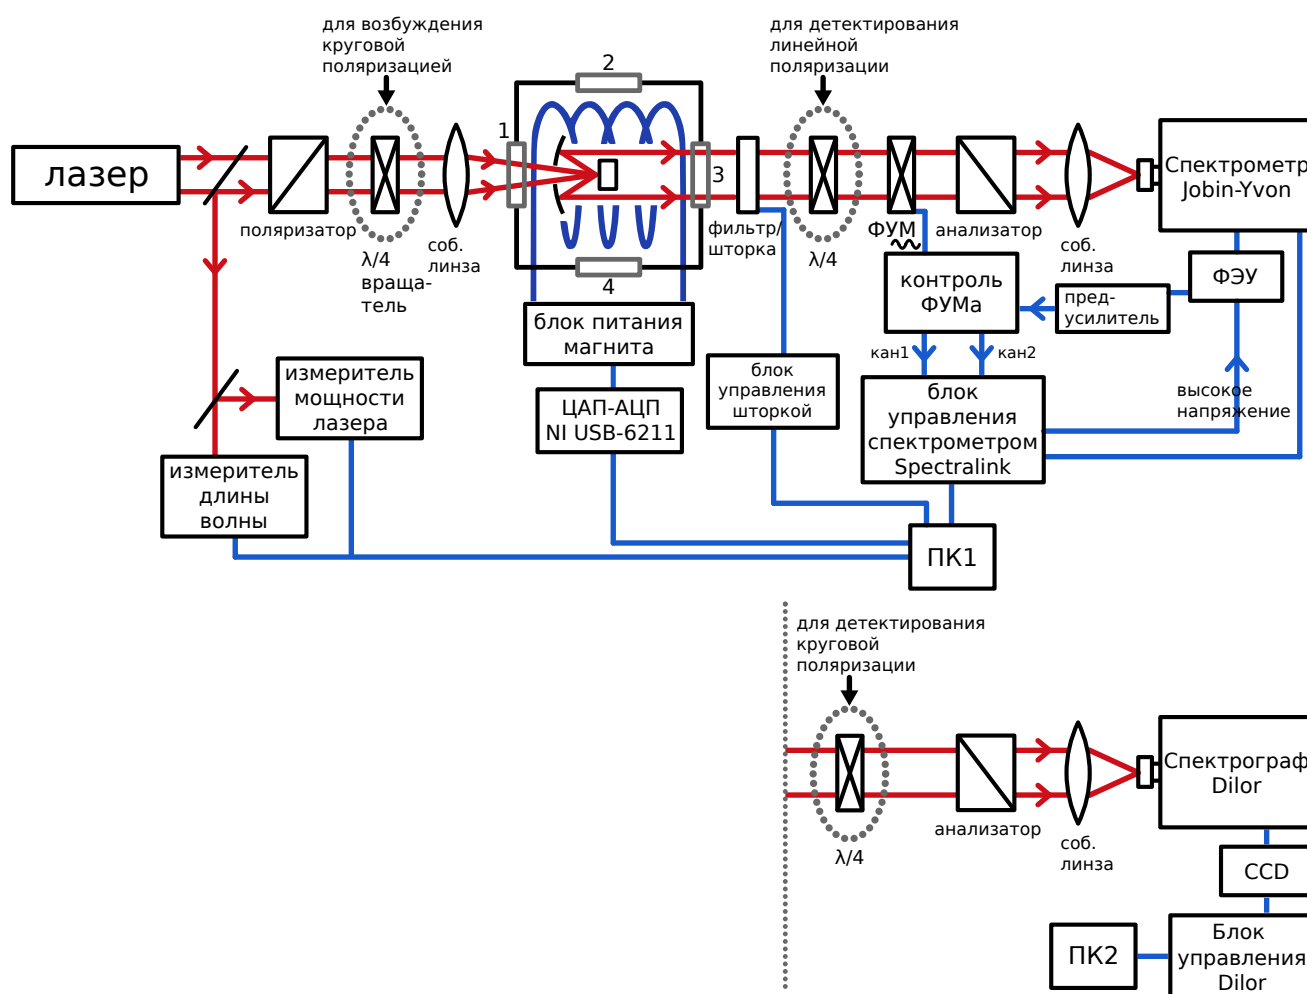 для возбуждения
круговой
поляризацией
для детектирования
линейной
поляризации
1
2
3
4
лазер
поляризатор
λ/4
враща-
тель
соб.
линза
фильтр/
шторка
λ/4
ФУМ
анализатор
соб.
линза
Спектрометр
Jobin-Yvon
ФЭУ
пред-
усилитель
контроль
ФУМа
кан1
кан2
блок питания
магнита
ЦАП-АЦП
NI USB-6211
блок
управления
шторкой
блок
управления
спектрометром
Spectralink
высокое
напряжение
измеритель
мощности
лазера
измеритель
длины
волны
ПК1
для детектирования
круговой
поляризации
λ/4
анализатор
соб.
линза
Спектрограф
Dilor
CCD
ПК2
Блок
управления
Dilor